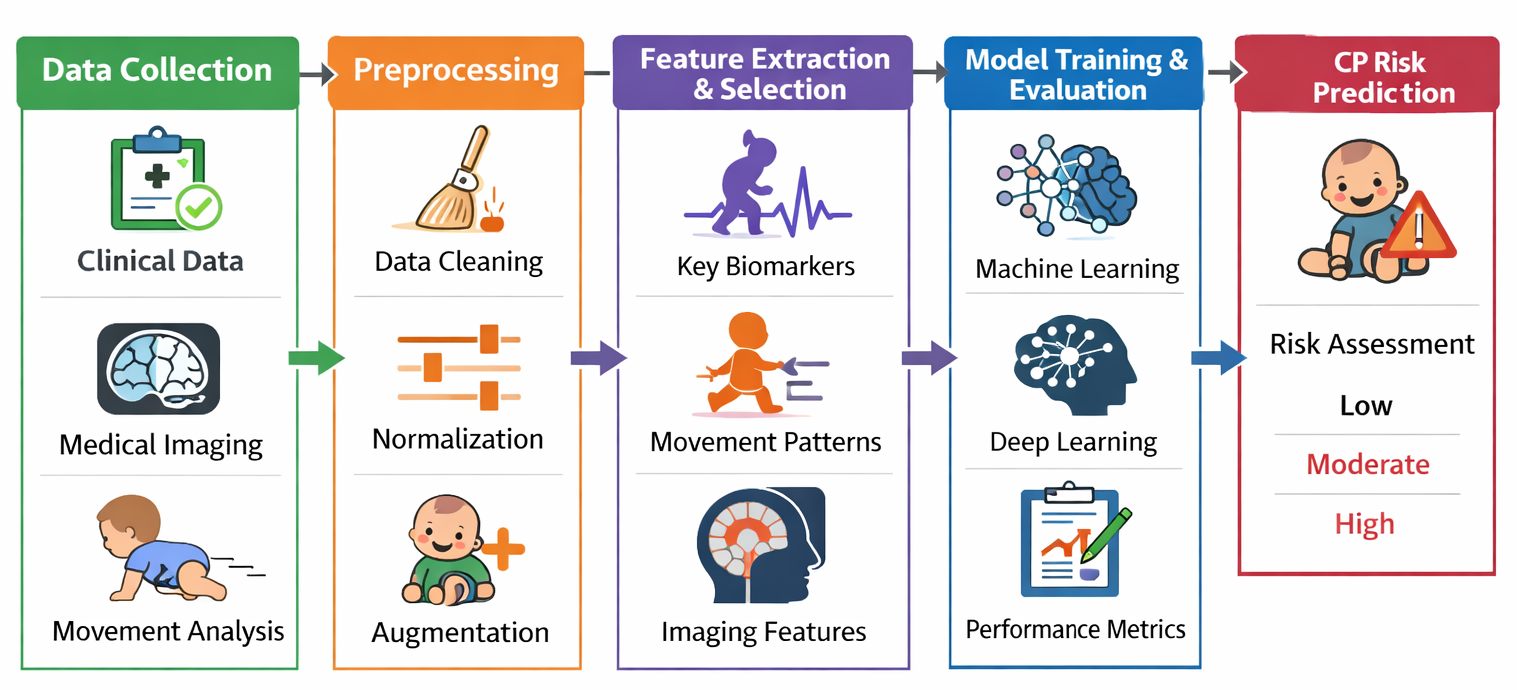 Data Collection
Clinical Data
Medical Imaging
Movement Analysis
Preprocessing
Data Cleaning
Normalization
Augmentation
Feature Extraction
& Selection
Key Biomarkers
Movement Patterns
Imaging Features
Model Training &
Evaluation
Machine Learning
Deep Learning
Performance Metrics
CP Risk
Prediction
Risk Assessment
Low
Moderate
High